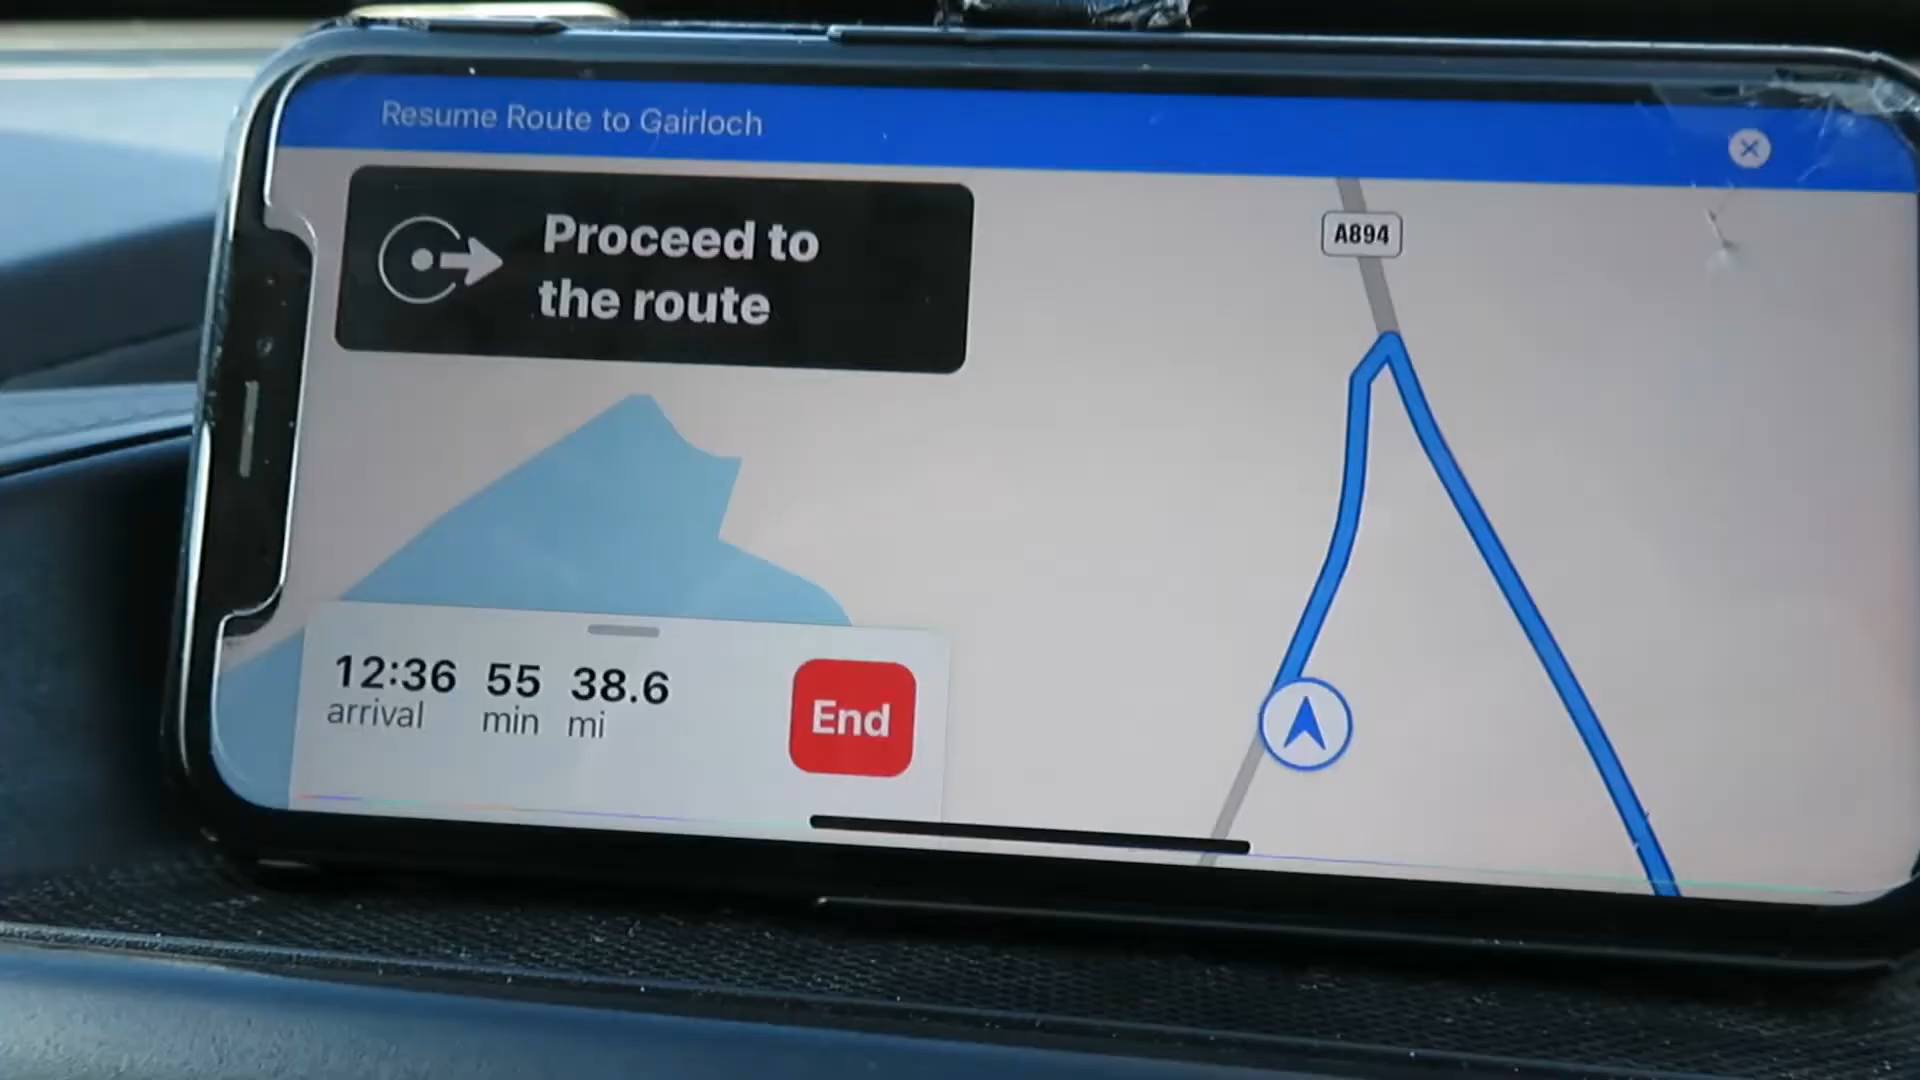 Resume Route to Gairloch
Proceed to
the route
A894
12:36 55 38.6
arrival min mi
End